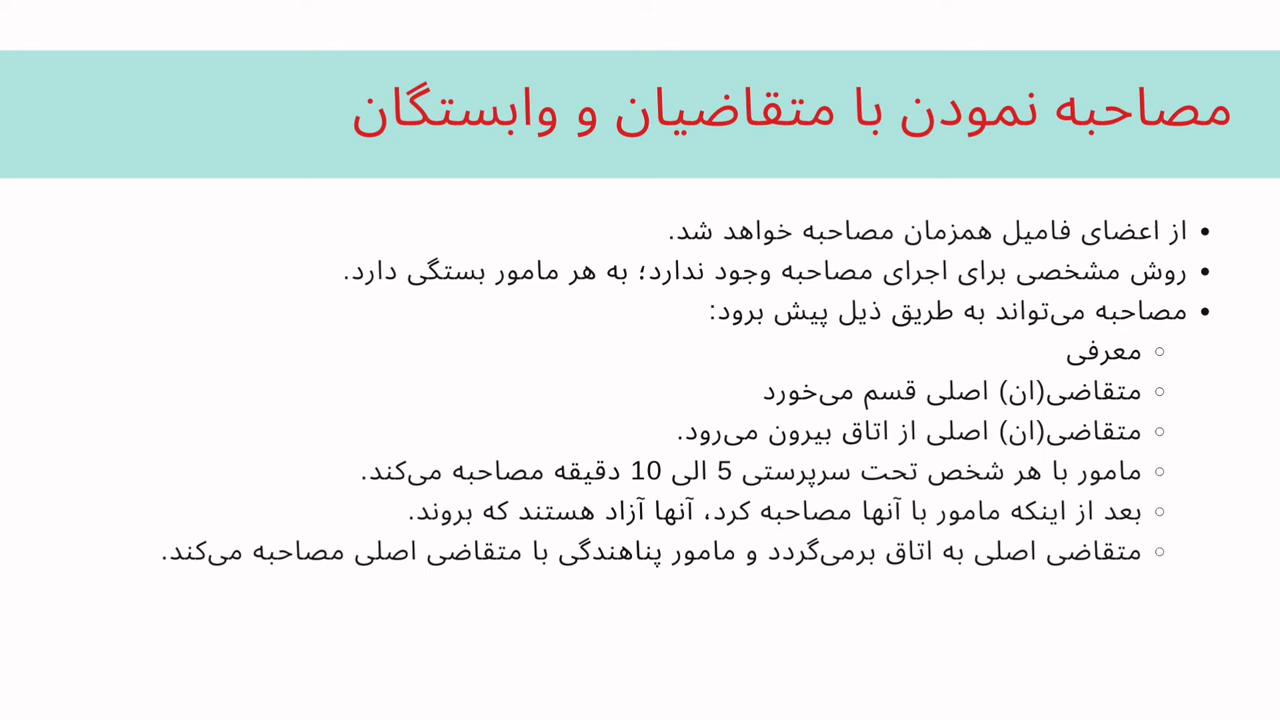 مصاحبه نمودن با متقاضیان و وابستگان
• از اعضای فامیل همزمان مصاحبه خواهد شد.
• روش مشخصی برای اجرای مصاحبه وجود ندارد؛ به هر مامور بستگی دارد.
• مصاحبه می‌تواند به طریق ذیل پیش برود:
○ معرفی
○ متقاضی(ان) اصلی قسم می‌خورد
○ متقاضی(ان) اصلی از اتاق بیرون می‌رود.
○ مامور با هر شخص تحت سرپرستی 5 الی 10 دقیقه مصاحبه می‌کند.
○ بعد از اینکه مامور با آنها مصاحبه کرد، آنها آزاد هستند که بروند.
○ متقاضی اصلی به اتاق برمی‌گردد و مامور پناهندگی با متقاضی اصلی مصاحبه می‌کند.